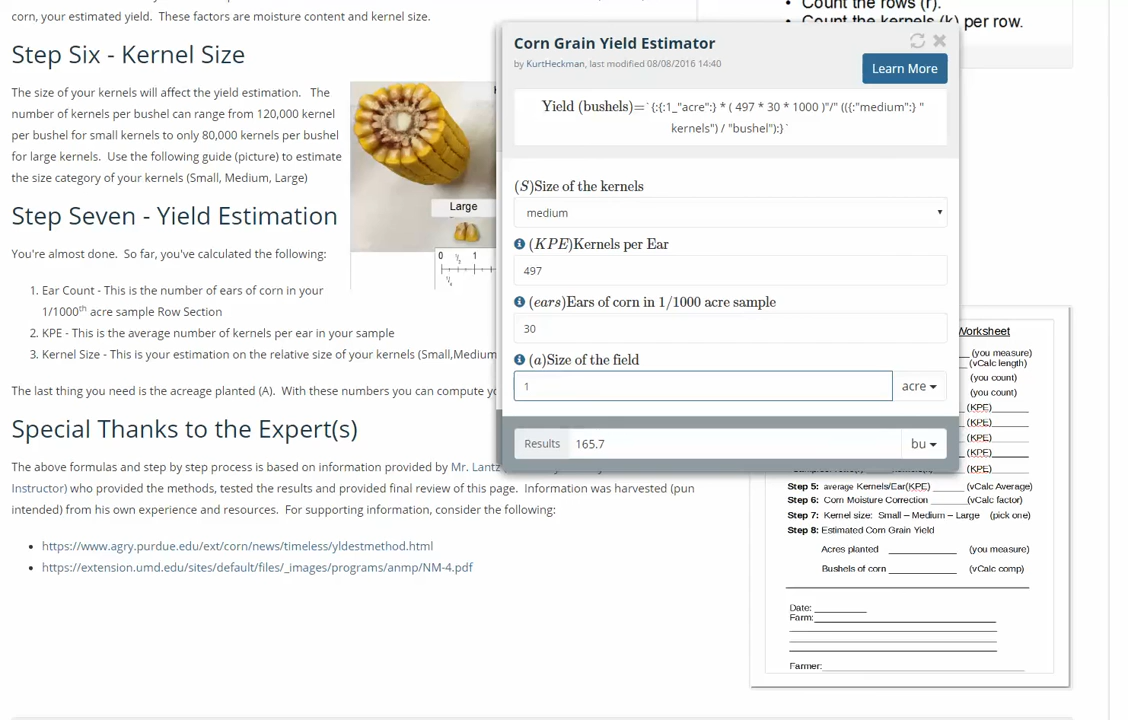 corn, your estimated yield. These factors are moisture content and kernel size.
Step Six - Kernel Size
The size of your kernels will affect the yield estimation. The
number of kernels per bushel can range from 120,000 kernel
per bushel for small kernels to only 80,000 kernels per bushel
for large kernels. Use the following guide (picture) to estimate
the size category of your kernels (Small, Medium, Large)
Large
0 ½ 1
Step Seven - Yield Estimation
You're almost done. So far, you've calculated the following:
1. Ear Count - This is the number of ears of corn in your
1/1000th acre sample Row Section
2. KPE - This is the average number of kernels per ear in your sample
3. Kernel Size - This is your estimation on the relative size of your kernels (Small,Medium
The last thing you need is the acreage planted (A). With these numbers you can compute yo
Special Thanks to the Expert(s)
The above formulas and step by step process is based on information provided by Mr. Lantz
Instructor) who provided the methods, tested the results and provided final review of this page. Information was harvested (pun
intended) from his own experience and resources. For supporting information, consider the following:
• https://www.agry.purdue.edu/ext/corn/news/timeless/yldestmethod.html
• https://extension.umd.edu/sites/default/files/_images/programs/anmp/NM-4.pdf
• Count the rows (r).
• Count the kernels (k) per row.
Corn Grain Yield Estimator
by KurtHeckman, last modified 08/08/2016 14:40
Learn More
Yield (bushels)=`{:{:1_"acre":} * ( 497 * 30 * 1000 )"/" ((({:"medium":} "
kernels") / "bushel"):}`
(S)Size of the kernels
medium
(KPE)Kernels per Ear
497
(ears)Ears of corn in 1/1000 acre sample
30
(a)Size of the field
1 acre
Results 165.7 bu
Worksheet
(you measure)
(vCalc length)
(you count)
(you count)
(KPE)
(KPE)
(KPE)
(KPE)
(KPE)
Step 5: average Kernels/Ear(KPE) ______ (vCalc Average)
Step 6: Corn Moisture Correction ______(vCalc factor)
Step 7: Kernel size: Small – Medium – Large (pick one)
Step 8: Estimated Corn Grain Yield
Acres planted ____________ (you measure)
Bushels of corn ____________ (vCalc comp)
Date: __________
Farm:
Farmer: